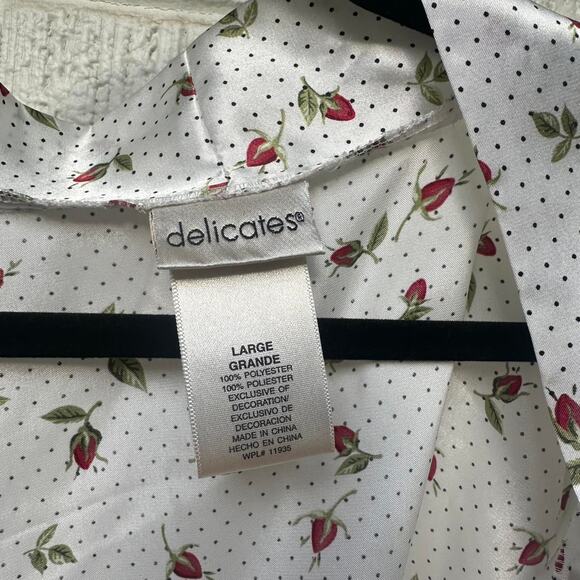 delicates®
LARGE
GRANDE
100% POLYESTER
100% POLIESTER
EXCLUSIVE OF
DECORATION/
EXCLUSIVO DE
DECORACION
MADE IN CHINA
HECHO EN CHINA
WPL# 11935